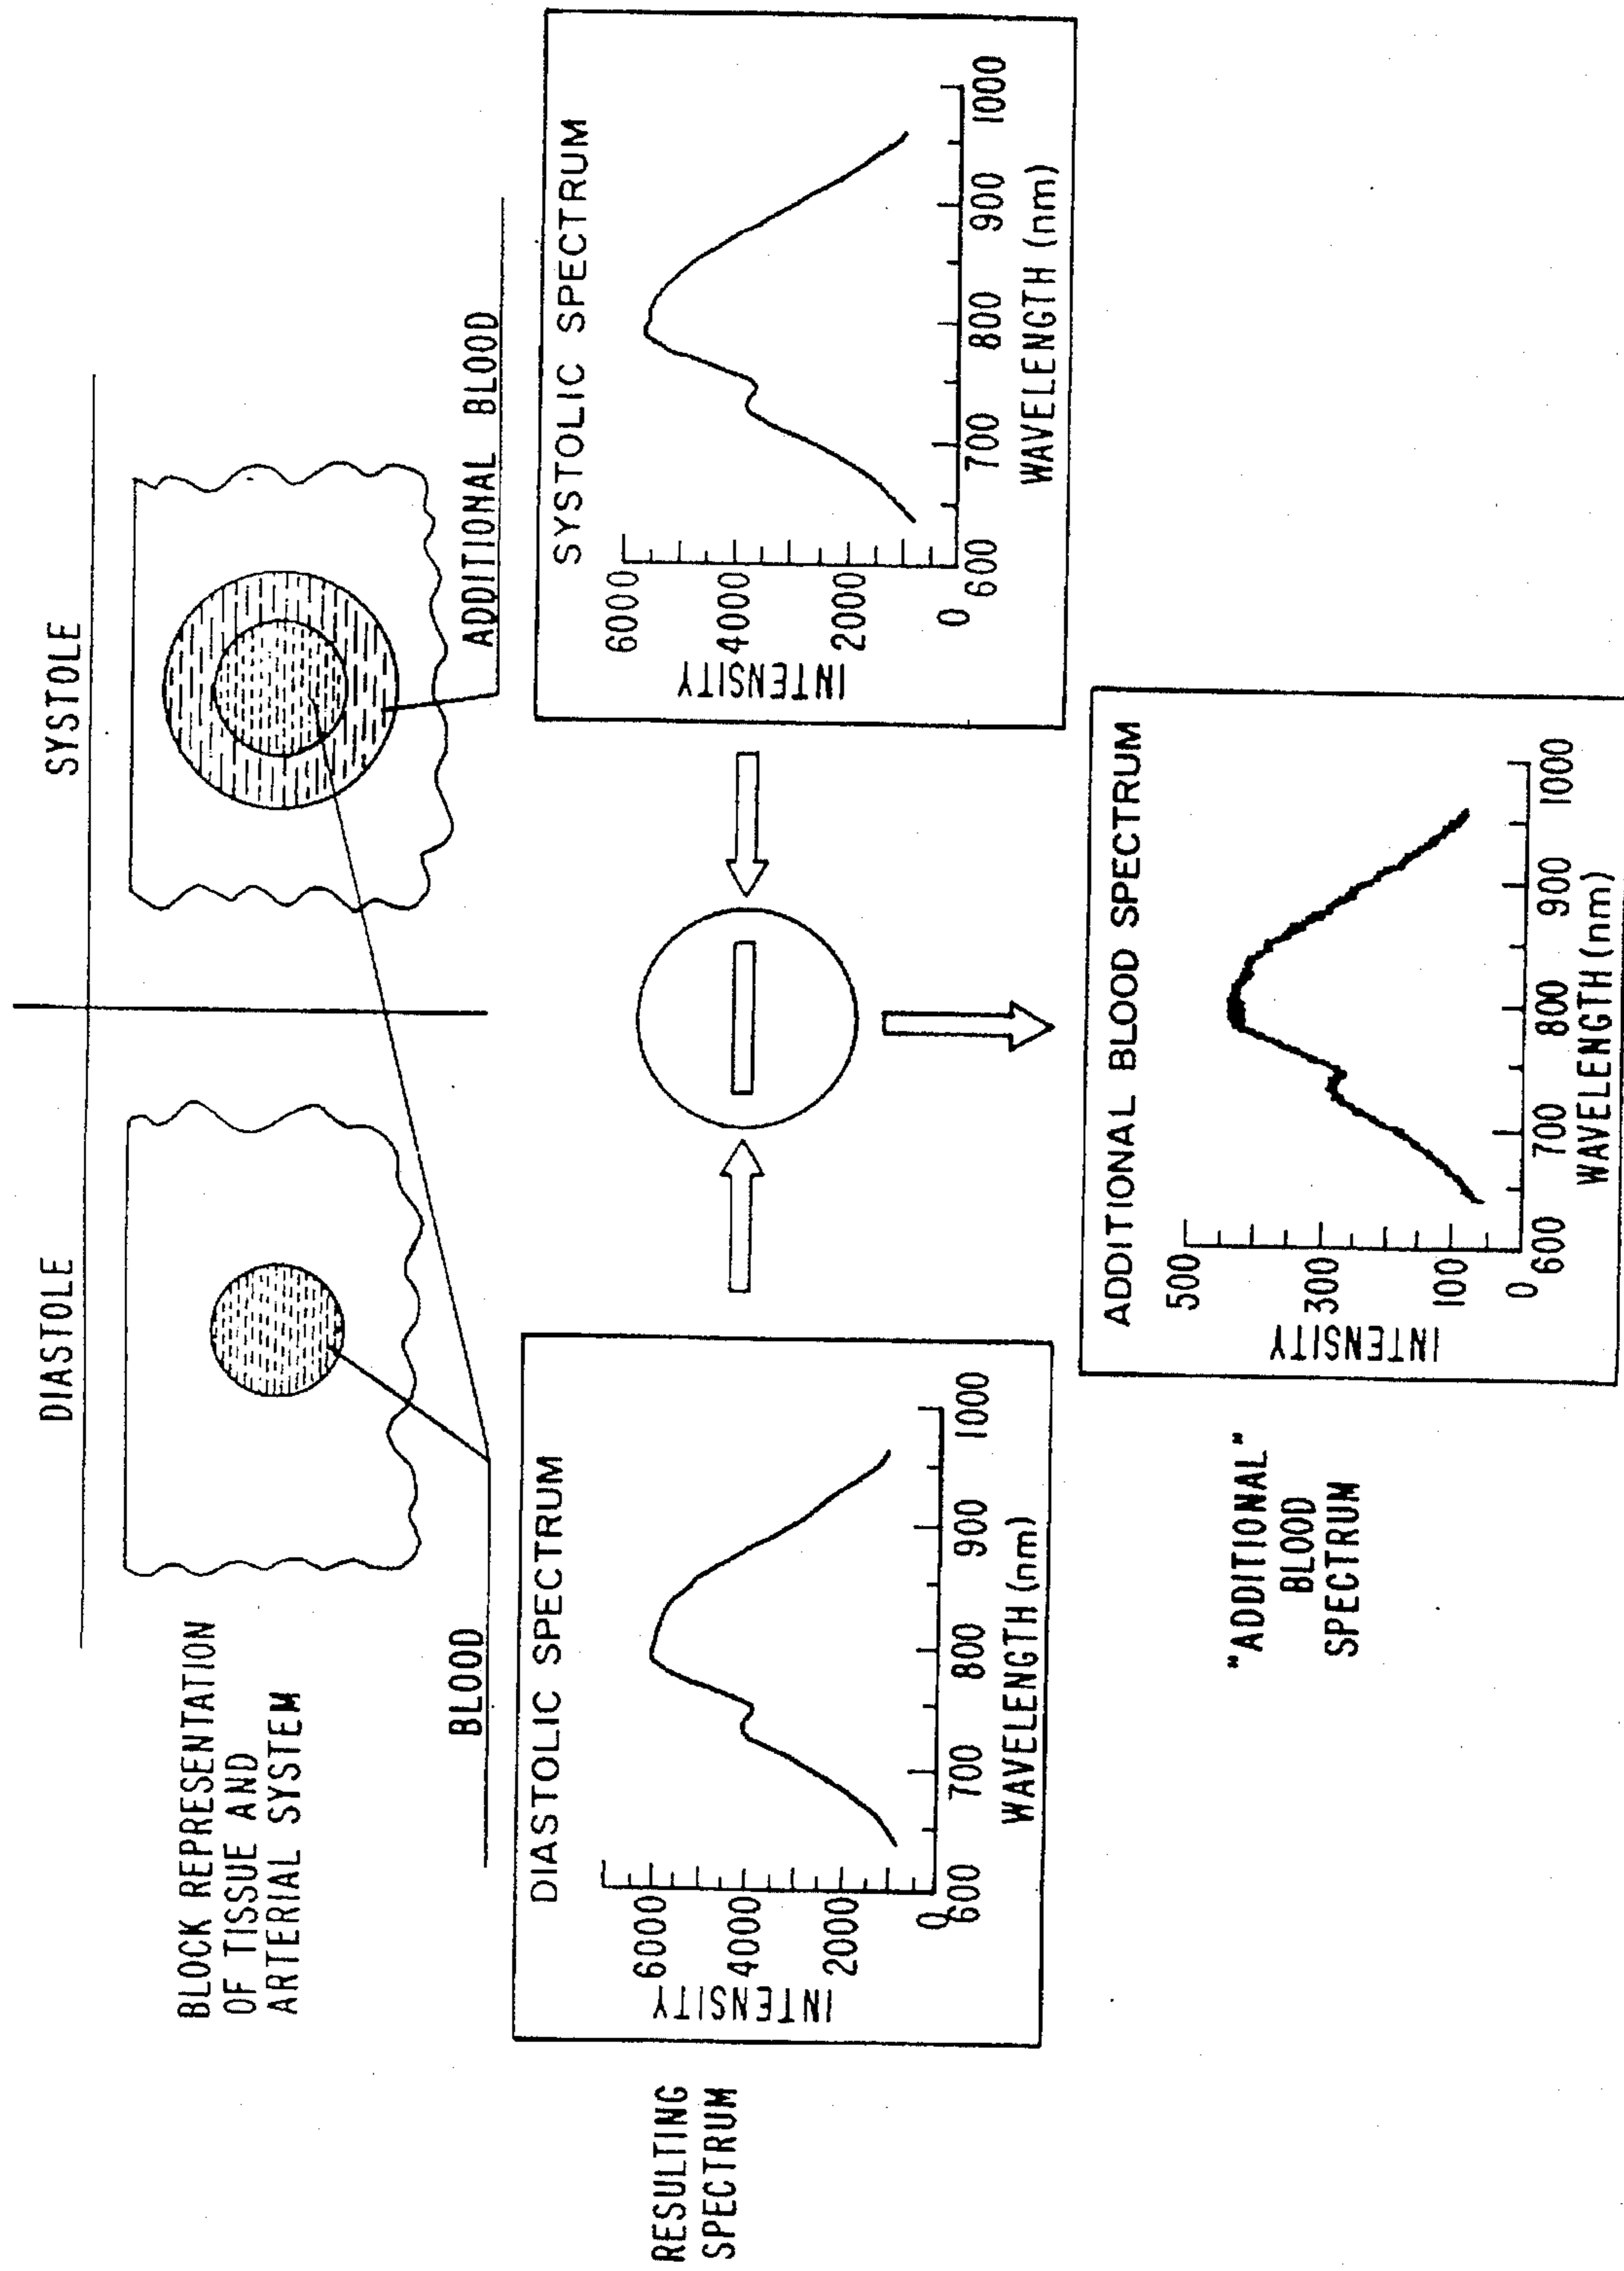 DIASTOLE
SYSTOLE
BLOCK REPRESENTATION
OF TISSUE AND
ARTERIAL SYSTEM
BLOOD
ADDITIONAL BLOOD
RESULTING
SPECTRUM
DIASTOLIC SPECTRUM
INTENSITY
6000
4000
2000
0
600
700
800
900
1000
WAVELENGTH (nm)
SYSTOLIC SPECTRUM
INTENSITY
6000
4000
2000
0
600
700
800
900
1000
WAVELENGTH (nm)
"ADDITIONAL"
BLOOD
SPECTRUM
ADDITIONAL BLOOD SPECTRUM
INTENSITY
500
300
100
0
600
700
800
900
1000
WAVELENGTH (nm)